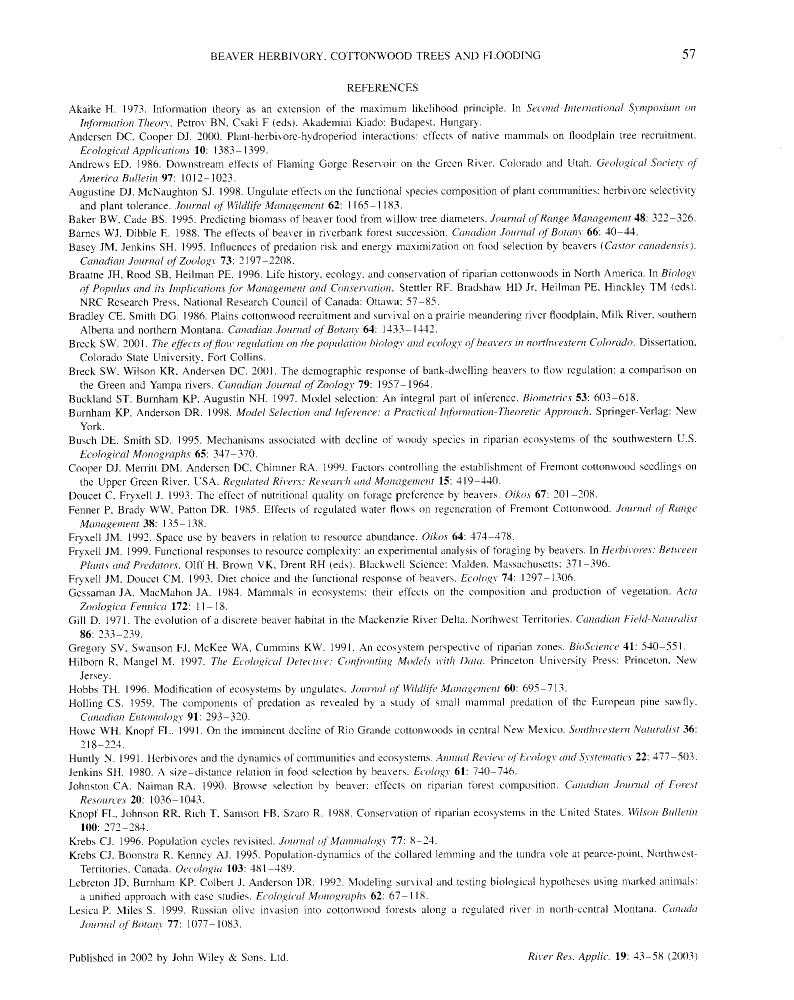 BEAVER HERBIVORY, COTTONWOOD TREES AND FLOODING 57
REFERENCES
Akaike H. 1973. Information theory as an extension of the maximum likelihood principle. In Second International Symposium on
Information Theory, Petrov BN, Csaki F (eds). Akademiai Kiado: Budapest, Hungary.
Andersen DC, Cooper DJ. 2000. Plant-herbivore-hydroperiod interactions: effects of native mammals on floodplain tree recruitment.
Ecological Applications 10: 1383–1399.
Andrews ED. 1986. Downstream effects of Flaming Gorge Reservoir on the Green River, Colorado and Utah. Geological Society of
America Bulletin 97: 1012–1023.
Augustine DJ, McNaughton SJ. 1998. Ungulate effects on the functional species composition of plant communities: herbivore selectivity
and plant tolerance. Journal of Wildlife Management 62: 1165–1183.
Baker BW, Cade BS. 1995. Predicting biomass of beaver food from willow tree diameters. Journal of Range Management 48: 322–326.
Barnes WJ, Dibble E. 1988. The effects of beaver in riverbank forest succession. Canadian Journal of Botany 66: 40–44.
Basey JM, Jenkins SH. 1995. Influences of predation risk and energy maximization on food selection by beavers (Castor canadensis).
Canadian Journal of Zoology 73: 2197–2208.
Braatne JH, Rood SB, Heilman PE. 1996. Life history, ecology, and conservation of riparian cottonwoods in North America. In Biology
of Populus and its Implications for Management and Conservation, Stettler RF, Bradshaw HD Jr, Heilman PE, Hinckley TM (eds).
NRC Research Press, National Research Council of Canada: Ottawa; 57–85.
Bradley CE, Smith DG. 1986. Plains cottonwood recruitment and survival on a prairie meandering river floodplain, Milk River, southern
Alberta and northern Montana. Canadian Journal of Botany 64: 1433–1442.
Breck SW. 2001. The effects of flow regulation on the population biology and ecology of beavers in northwestern Colorado. Dissertation,
Colorado State University, Fort Collins.
Breck SW, Wilson KR, Andersen DC. 2001. The demographic response of bank-dwelling beavers to flow regulation: a comparison on
the Green and Yampa rivers. Canadian Journal of Zoology 79: 1957–1964.
Buckland ST, Burnham KP, Augustin NH. 1997. Model selection: An integral part of inference. Biometrics 53: 603–618.
Burnham KP, Anderson DR. 1998. Model Selection and Inference: a Practical Information-Theoretic Approach. Springer-Verlag: New
York.
Busch DE, Smith SD. 1995. Mechanisms associated with decline of woody species in riparian ecosystems of the southwestern U.S.
Ecological Monographs 65: 347–370.
Cooper DJ, Merritt DM, Andersen DC, Chimner RA. 1999. Factors controlling the establishment of Fremont cottonwood seedlings on
the Upper Green River, USA. Regulated Rivers: Research and Management 15: 419–440.
Doucet C, Fryxell J. 1993. The effect of nutritional quality on forage preference by beavers. Oikos 67: 201–208.
Fenner P, Brady WW, Patton DR. 1985. Effects of regulated water flows on regeneration of Fremont Cottonwood. Journal of Range
Management 38: 135–138.
Fryxell JM. 1992. Space use by beavers in relation to resource abundance. Oikos 64: 474–478.
Fryxell JM. 1999. Functional responses to resource complexity: an experimental analysis of foraging by beavers. In Herbivores: Between
Plants and Predators, Olff H, Brown VK, Drent RH (eds). Blackwell Science: Malden, Massachusetts; 371–396.
Fryxell JM, Doucet CM. 1993. Diet choice and the functional response of beavers. Ecology 74: 1297–1306.
Gessaman JA, MacMahon JA. 1984. Mammals in ecosystems: their effects on the composition and production of vegetation. Acta
Zoologica Fennica 172: 11–18.
Gill D. 1971. The evolution of a discrete beaver habitat in the Mackenzie River Delta, Northwest Territories. Canadian Field-Naturalist
86: 233–239.
Gregory SV, Swanson FJ, McKee WA, Cummins KW. 1991. An ecosystem perspective of riparian zones. BioScience 41: 540–551.
Hilborn R, Mangel M. 1997. The Ecological Detective: Confronting Models with Data. Princeton University Press: Princeton, New
Jersey.
Hobbs TH. 1996. Modification of ecosystems by ungulates. Journal of Wildlife Management 60: 695–713.
Holling CS. 1959. The components of predation as revealed by a study of small mammal predation of the European pine sawfly.
Canadian Entomology 91: 293–320.
Howe WH, Knopf FL. 1991. On the imminent decline of Rio Grande cottonwoods in central New Mexico. Southwestern Naturalist 36:
218–224.
Huntly N. 1991. Herbivores and the dynamics of communities and ecosystems. Annual Review of Ecology and Systematics 22: 477–503.
Jenkins SH. 1980. A size–distance relation in food selection by beavers. Ecology 61: 740–746.
Johnston CA, Naiman RA. 1990. Browse selection by beaver: effects on riparian forest composition. Canadian Journal of Forest
Resources 20: 1036–1043.
Knopf FL, Johnson RR, Rich T, Samson FB, Szaro R. 1988. Conservation of riparian ecosystems in the United States. Wilson Bulletin
100: 272–284.
Krebs CJ. 1996. Population cycles revisited. Journal of Mammalogy 77: 8–24.
Krebs CJ, Boonstra R, Kenney AJ. 1995. Population-dynamics of the collared lemming and the tundra vole at pearce-point, Northwest-
Territories, Canada. Oecologia 103: 481–489.
Lebreton JD, Burnham KP, Colbert J, Anderson DR. 1992. Modeling survival and testing biological hypotheses using marked animals:
a unified approach with case studies. Ecological Monographs 62: 67–118.
Lesica P, Miles S. 1999. Russian olive invasion into cottonwood forests along a regulated river in north-central Montana. Canada
Journal of Botany 77: 1077–1083.
Published in 2002 by John Wiley & Sons, Ltd. River Res. Applic. 19: 43–58 (2003)